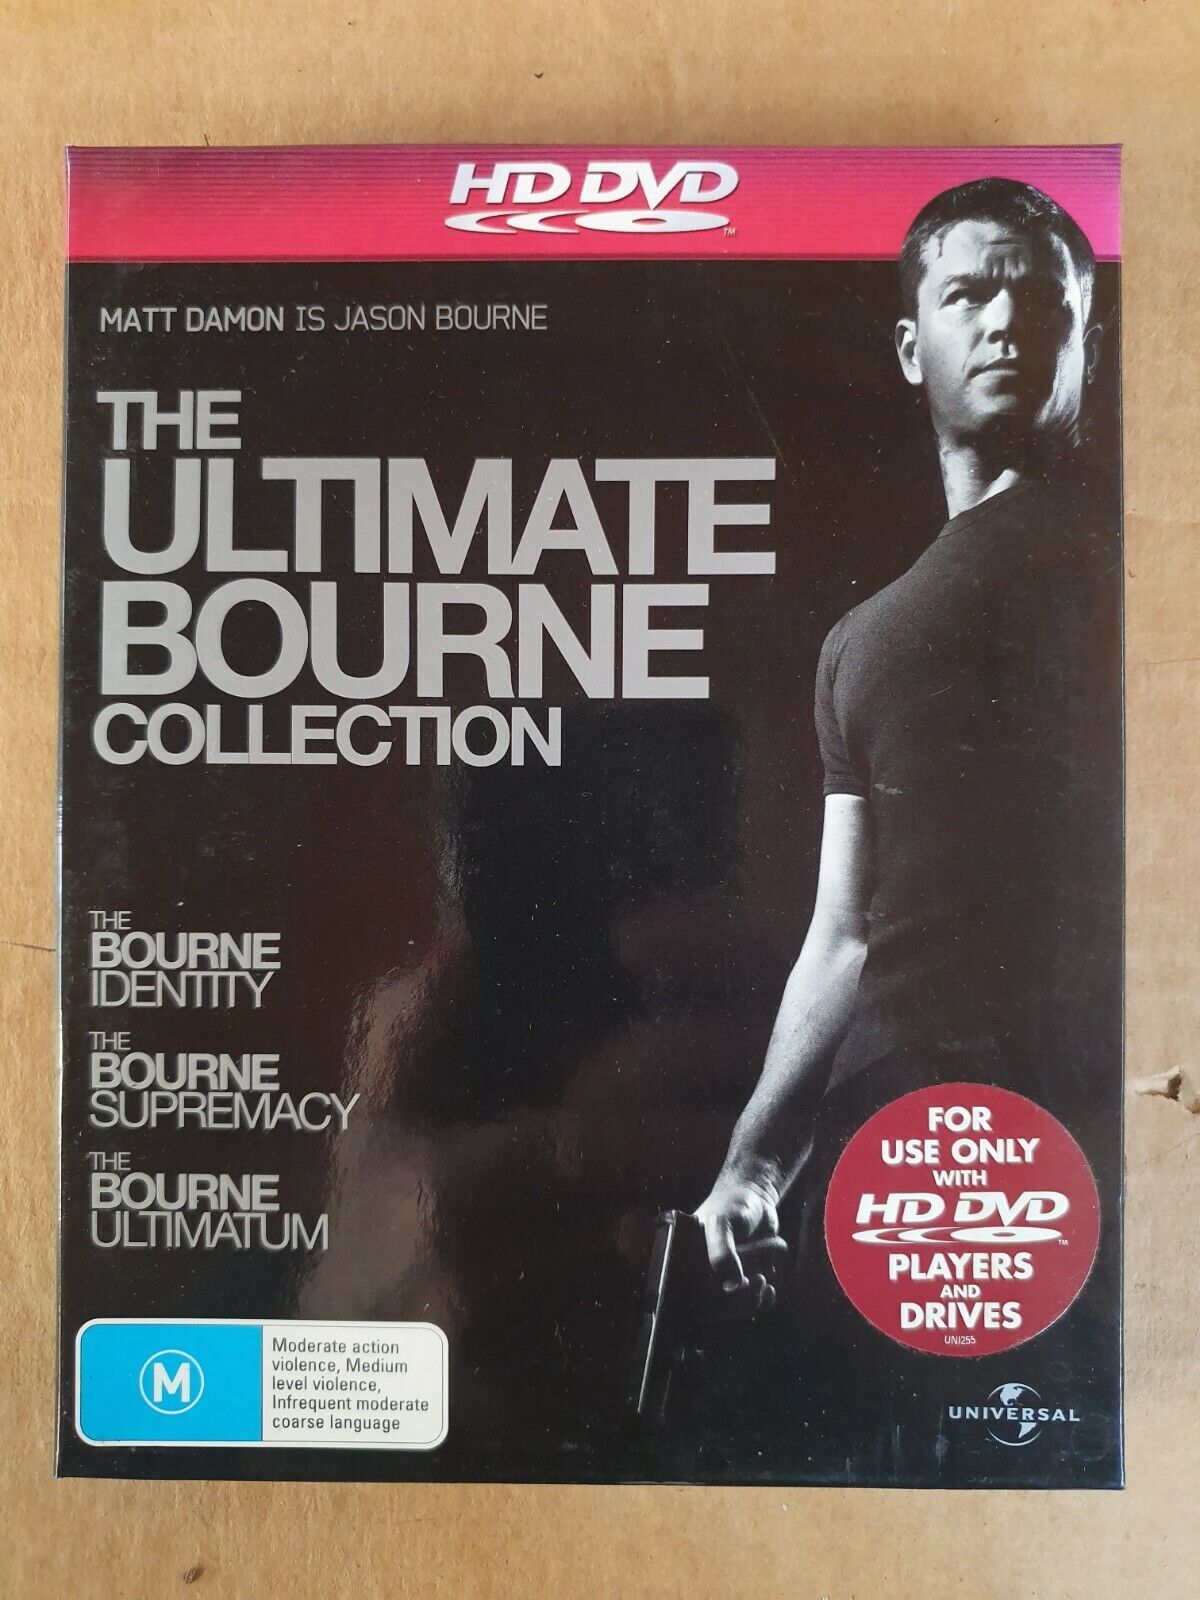 HD DVD
TM
MATT DAMON IS JASON BOURNE
THE
ULTIMATE
BOURNE
COLLECTION
THE
BOURNE
IDENTITY
THE
BOURNE
SUPREMACY
THE
BOURNE
ULTIMATUM
M
Moderate action
violence, Medium
level violence,
Infrequent moderate
coarse language
FOR
USE ONLY
WITH
HD DVD
TM
PLAYERS
AND
DRIVES
UNI255
UNIVERSAL